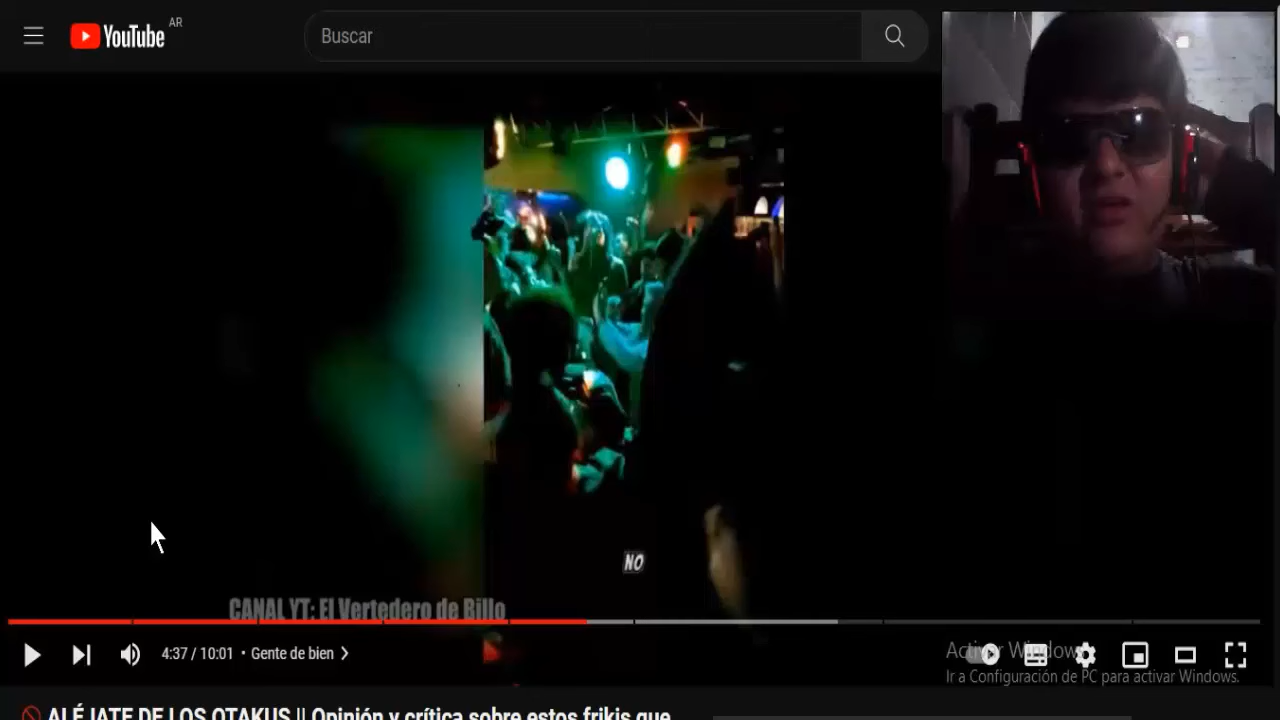 YouTube AR
Buscar
NO
CANAL YT: El Vertedero de Billo
4:37 / 10:01 • Gente de bien
Activar Windows
Ir a Configuración de PC para activar Windows.
ALÉJATE DE LOS OTAKUS || Opinión y crítica sobre estos frikis que